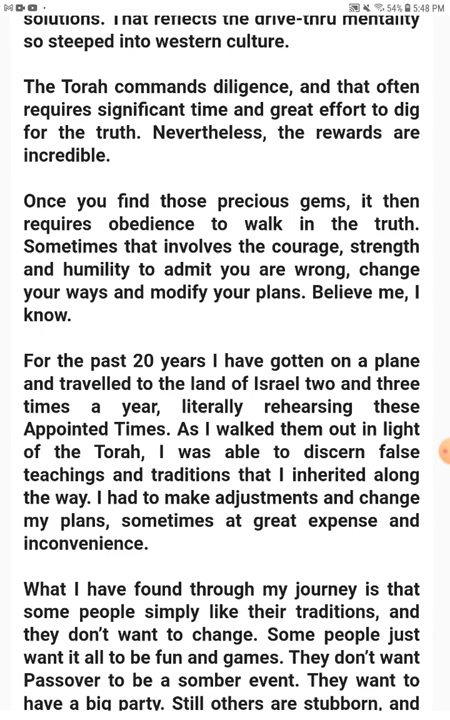 54% 5:48 PM
solutions. That reflects the drive-thru mentality
so steeped into western culture.
The Torah commands diligence, and that often
requires significant time and great effort to dig
for the truth. Nevertheless, the rewards are
incredible.
Once you find those precious gems, it then
requires obedience to walk in the truth.
Sometimes that involves the courage, strength
and humility to admit you are wrong, change
your ways and modify your plans. Believe me, I
know.
For the past 20 years I have gotten on a plane
and travelled to the land of Israel two and three
times a year, literally rehearsing these
Appointed Times. As I walked them out in light
of the Torah, I was able to discern false
teachings and traditions that I inherited along
the way. I had to make adjustments and change
my plans, sometimes at great expense and
inconvenience.
What I have found through my journey is that
some people simply like their traditions, and
they don’t want to change. Some people just
want it all to be fun and games. They don’t want
Passover to be a somber event. They want to
have a big party. Still others are stubborn, and